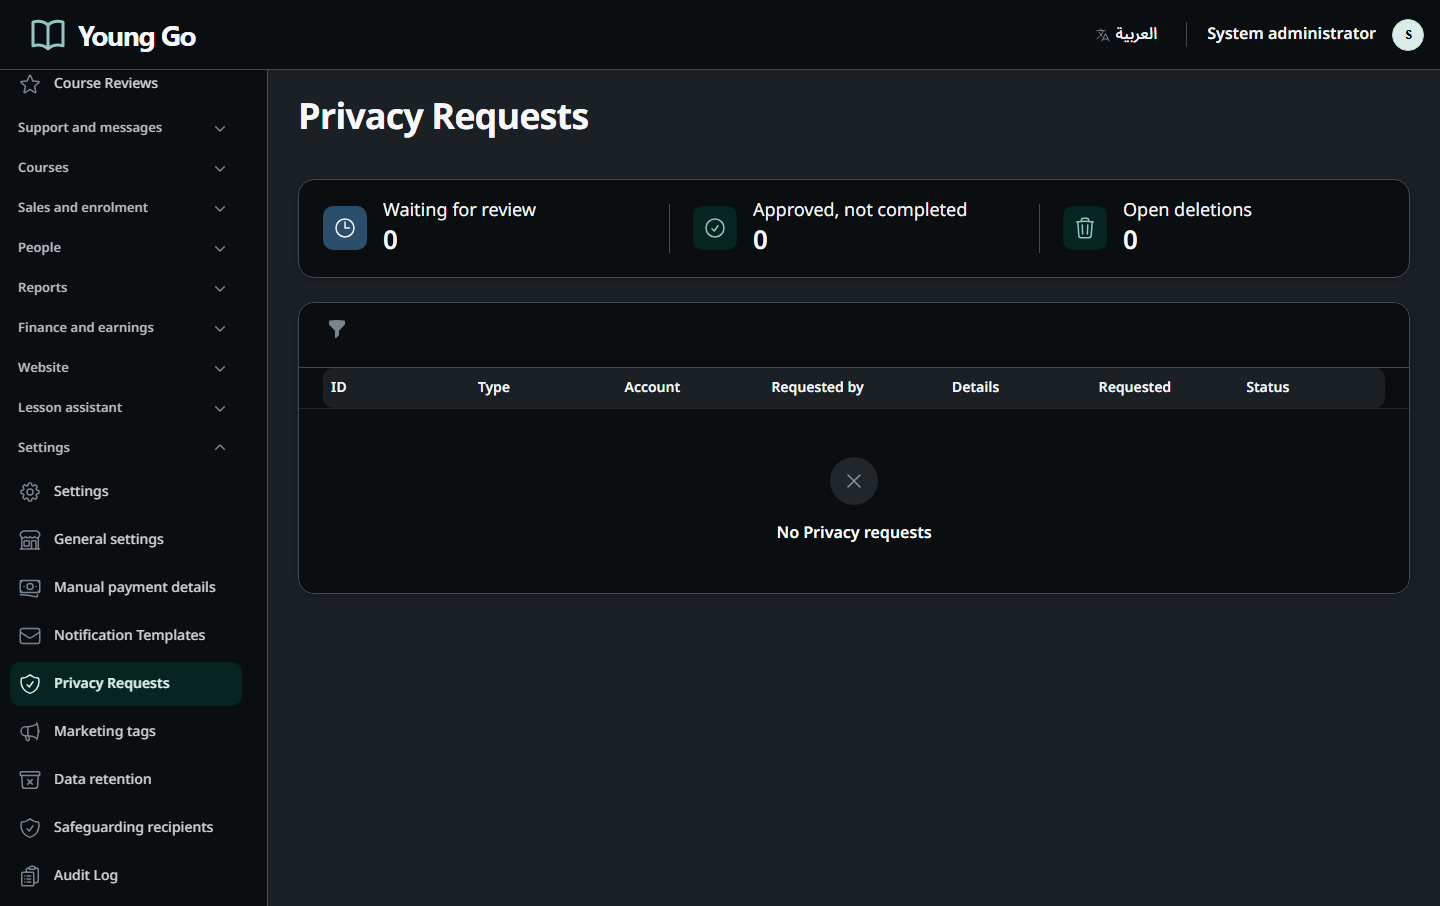 Young Go
العربية
System administrator
S
Course Reviews
Support and messages
Courses
Sales and enrolment
People
Reports
Finance and earnings
Website
Lesson assistant
Settings
Settings
General settings
Manual payment details
Notification Templates
Privacy Requests
Marketing tags
Data retention
Safeguarding recipients
Audit Log
Privacy Requests
Waiting for review
0
Approved, not completed
0
Open deletions
0
ID Type Account Requested by Details Requested Status
No Privacy requests